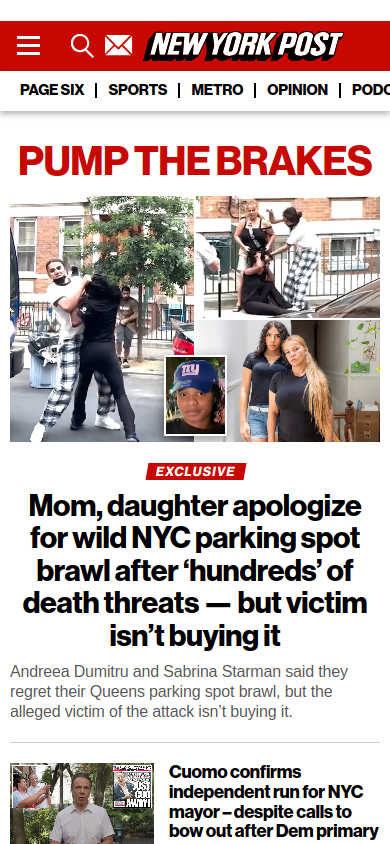 NEW YORK POST
PAGE SIX
SPORTS
METRO
OPINION
PUMP THE BRAKES
EXCLUSIVE
Mom, daughter apologize
for wild NYC parking spot
brawl after ‘hundreds’ of
death threats — but victim
isn’t buying it
Andreea Dumitru and Sabrina Starman said they
regret their Queens parking spot brawl, but the
alleged victim of the attack isn’t buying it.
Cuomo confirms
independent run for NYC
mayor – despite calls to
bow out after Dem primary